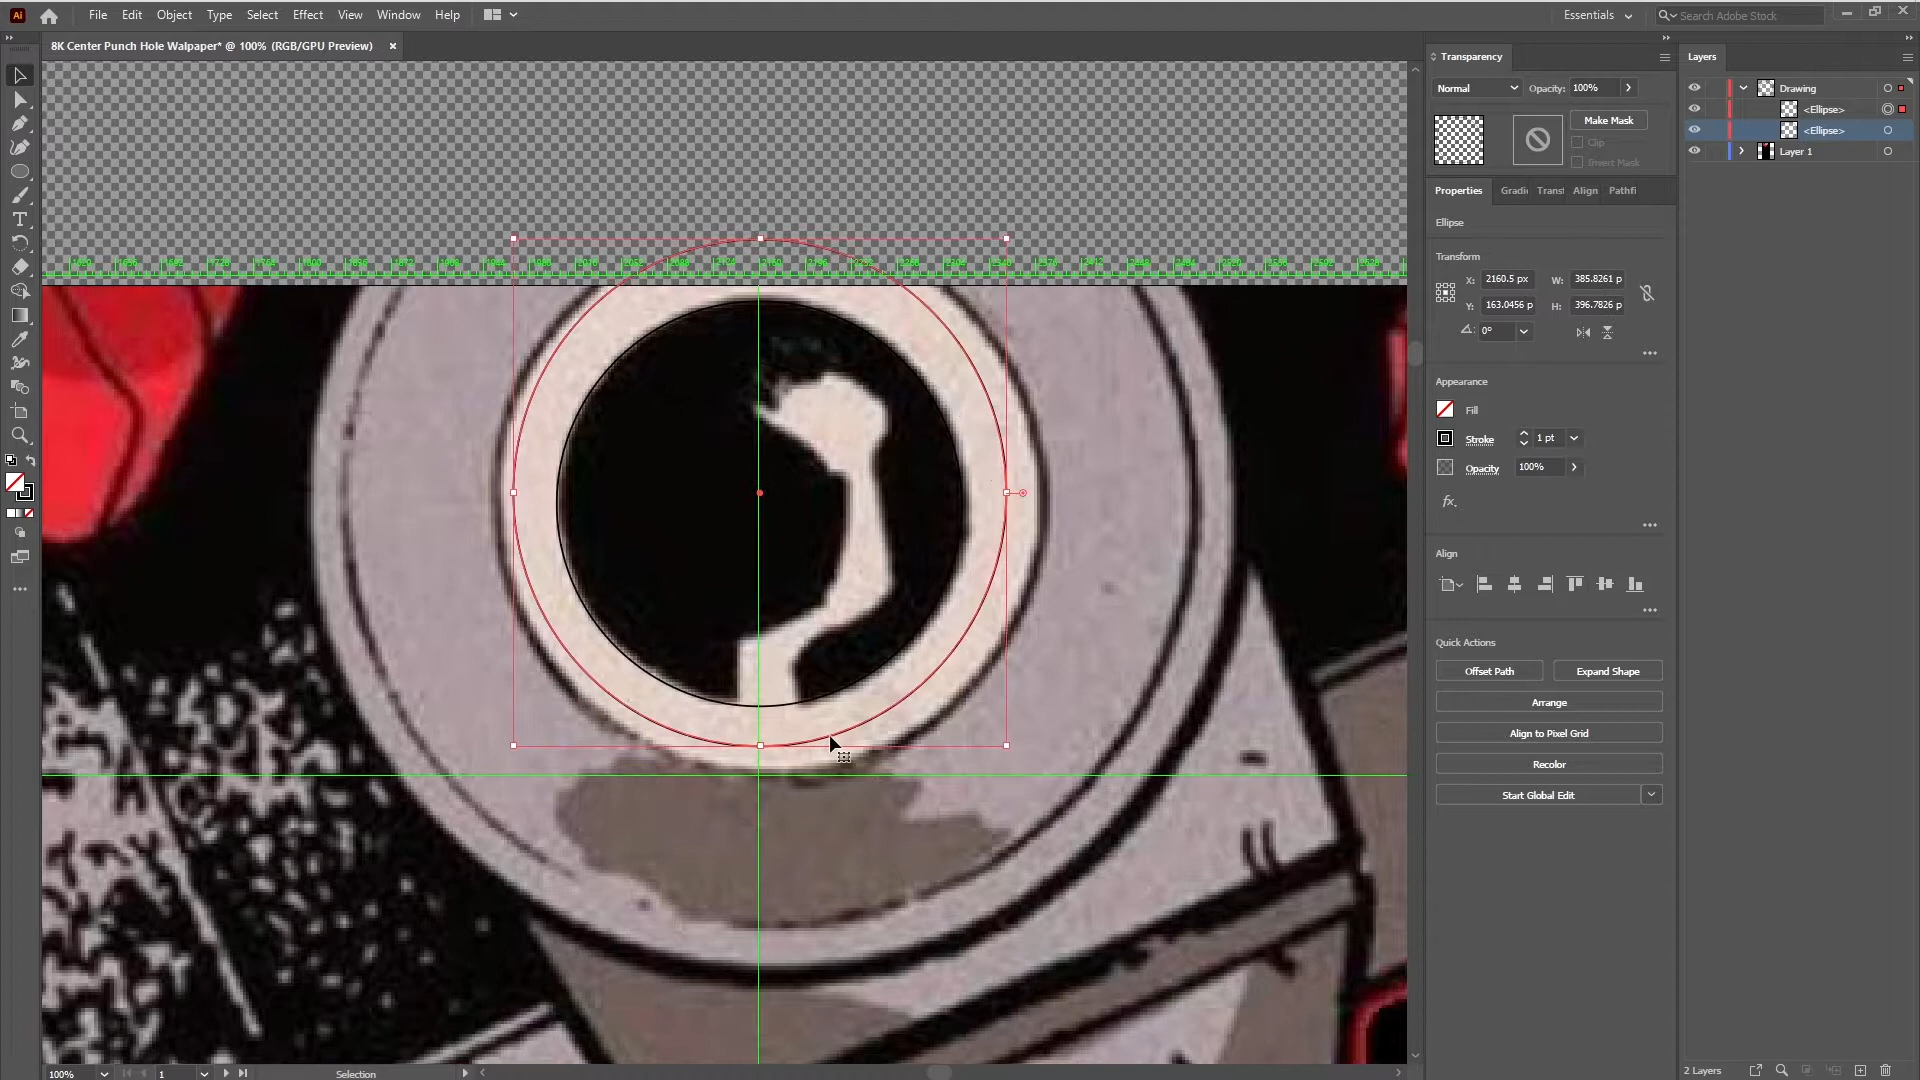 Ai File Edit Object Type Select Effect View Window Help Essentials Search Adobe Stock
8K Center Punch Hole Walpaper* @ 100% (RGB/GPU Preview)
Transparency
Normal Opacity: 100%
Make Mask
Clip
Invert Mask
Properties Gradi Transf Align Pathfi
Ellipse
Transform
X: 2160.5 px W: 385.8261 p
Y: 163.0456 p H: 396.7826 p
0°
Appearance
Fill
Stroke 1 pt
Opacity 100%
fx.
Align
Quick Actions
Offset Path Expand Shape
Arrange
Align to Pixel Grid
Recolor
Start Global Edit
Layers
Drawing
<Ellipse>
<Ellipse>
Layer 1
100% 1 Selection
2 Layers